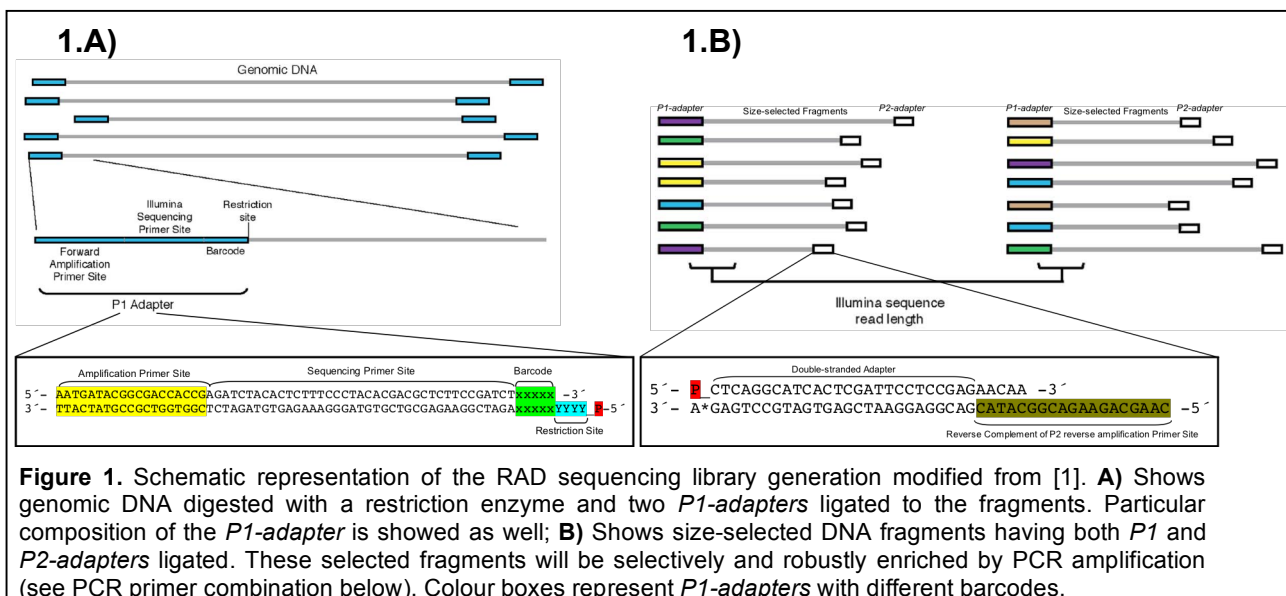 1.A)
Genomic DNA
Illumina
Sequencing
Primer Site
Restriction
site
Forward
Amplification
Primer Site
Barcode
P1 Adapter
Amplification Primer Site
Sequencing Primer Site
Barcode
5´- AATGATACGGCGACCACCGAGATCTACACTCTTTCCCTACACGACGCTCTTCCGATCTxxxxx -3´
3´- TTACTATGCCGCTGGTGGCTCTAGATGTGAGAAAGGGATGTGCTGCGAGAAGGCTAGAxxxxxYYYY_P-5´
Restriction Site
1.B)
P1-adapter Size-selected Fragments P2-adapter
P1-adapter Size-selected Fragments P2-adapter
Illumina sequence
read length
Double-stranded Adapter
5´- P_CTCAGGCATCACTCGATTCCTCCGAGAACAA -3´
3´- A*GAGTCCGTAGTGAGCTAAGGAGGCAGCATACGGCAGAAGACGAAC -5´
Reverse Complement of P2 reverse amplification Primer Site
Figure 1. Schematic representation of the RAD sequencing library generation modified from [1]. A) Shows
genomic DNA digested with a restriction enzyme and two P1-adapters ligated to the fragments. Particular
composition of the P1-adapter is showed as well; B) Shows size-selected DNA fragments having both P1 and
P2-adapters ligated. These selected fragments will be selectively and robustly enriched by PCR amplification
(see PCR primer combination below). Colour boxes represent P1-adapters with different barcodes.